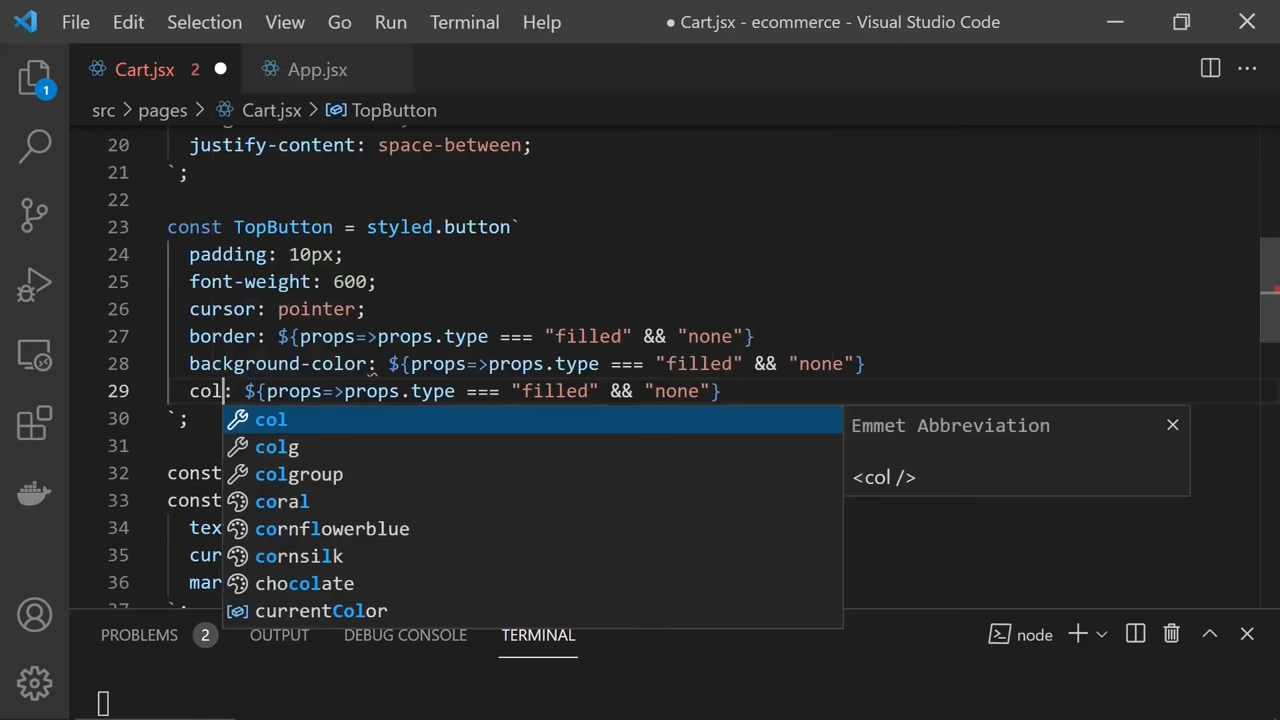 File Edit Selection View Go Run Terminal Help ● Cart.jsx - ecommerce - Visual Studio Code
Cart.jsx 2 App.jsx
1
src > pages > Cart.jsx > TopButton
20 justify-content: space-between;
21 `;
22
23 const TopButton = styled.button`
24 padding: 10px;
25 font-weight: 600;
26 cursor: pointer;
27 border: ${props=>props.type === "filled" && "none"}
28 background-color: ${props=>props.type === "filled" && "none"}
29 col: ${props=>props.type === "filled" && "none"}
30 `;
col
Emmet Abbreviation
31
colg
32 const
colgroup
<col />
33 const
coral
34 tex
cornflowerblue
35 cur
cornsilk
36 mar
chocolate
37 `;
currentColor
PROBLEMS 2 OUTPUT DEBUG CONSOLE TERMINAL node